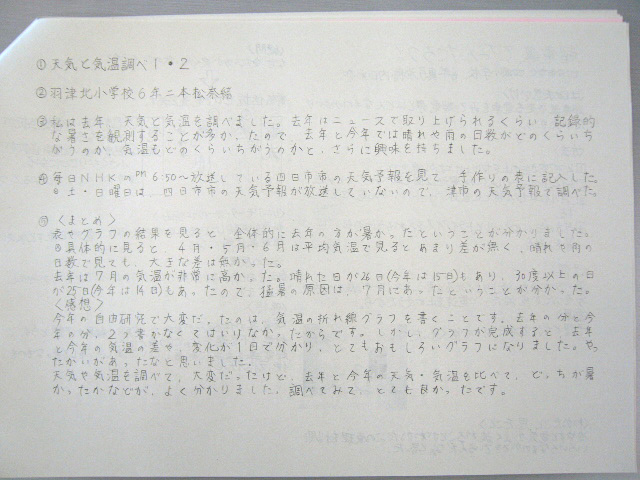 ①天気と気温調べ1・2
②羽津北小学校6年二本松奈緒
③私は去年、天気と気温を調べました。去年はニュースで取り上げられるくらい、記録的
な暑さを観測することが多かったので、去年と今年では晴れや雨の日数がどのくらいち
がうのか、気温もどのくらいちがうのかと、さらに興味を持ちました。
④毎日NHKのPM6:50〜放送している四日市市の天気予報を見て、手作りの表に記入した。
※土・日曜日は、四日市市の天気予報が放送していないので、津市の天気予報で調べた。
⑤〈まとめ〉
表やグラフの結果を見ると、全体的に去年の方が暑かったということが分かりました。
※具体的に見ると、4月・5月・6月は平均気温で見るとあまり差が無く、晴れや雨の
日数で見ても、大きな差は無かった。
去年は7月の気温が非常に高かった。晴れた日が26日(今年は15日)もあり、30度以上の日
が25日(今年は14日)もあったので、猛暑の原因は、7月にあったということが分かった。
〈感想〉
今年の自由研究で大変だったのは、気温の折れ線グラフを書くことです。去年の分と今
年の分、2つ書かなくてはいけなかったからです。しかし、グラフが完成すると、去年
と今年の気温の差や、変化が1日で分かり、とてもおもしろいグラフになりました。やっ
たかいがあったなと思いました。
天気や気温を調べて、大変だったけど、去年と今年の天気・気温を比べて、どっちが暑
かったかなどが、よく分かりました。調べてみて、とても良かったです。